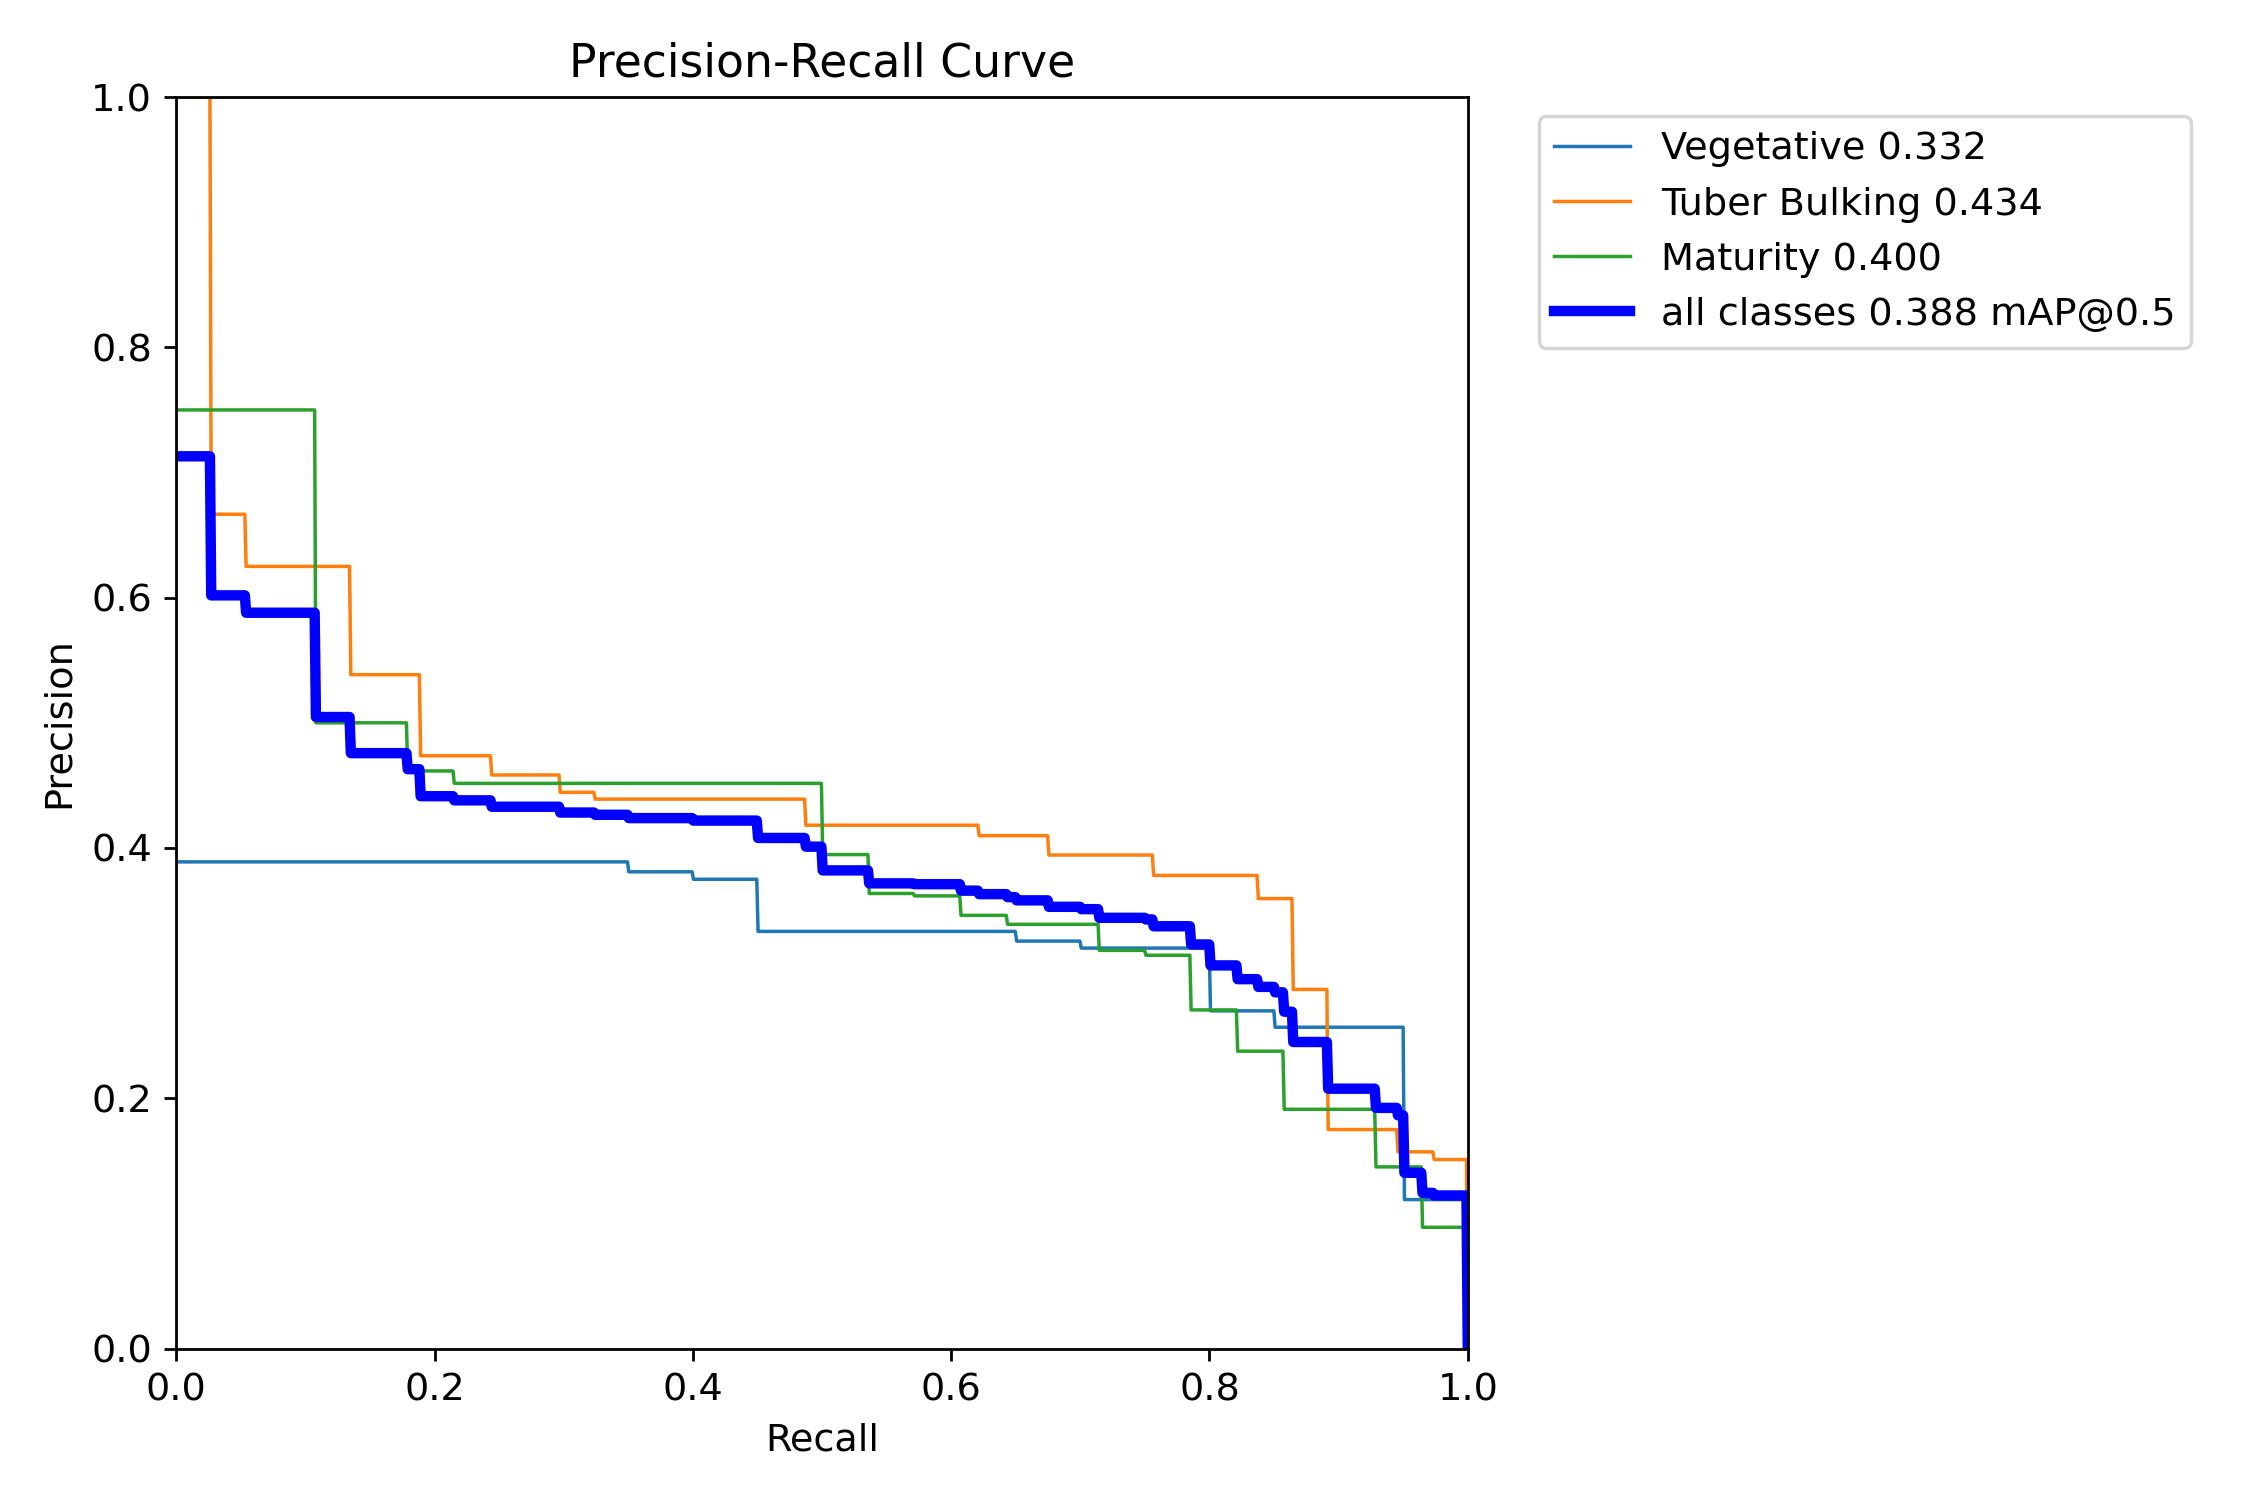 Precision-Recall Curve
1.0
0.8
0.6
0.4
0.2
0.0
Precision
0.0 0.2 0.4 0.6 0.8 1.0
Recall
Vegetative 0.332
Tuber Bulking 0.434
Maturity 0.400
all classes 0.388 mAP@0.5